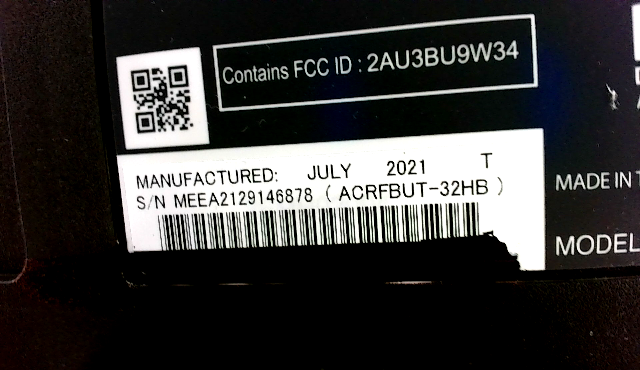 Contains FCC ID : 2AU3BU9W34
MANUFACTURED: JULY 2021 T
S/N MEEA2129146878 ( ACRFBUT-32HB )
MADE IN
MODEL